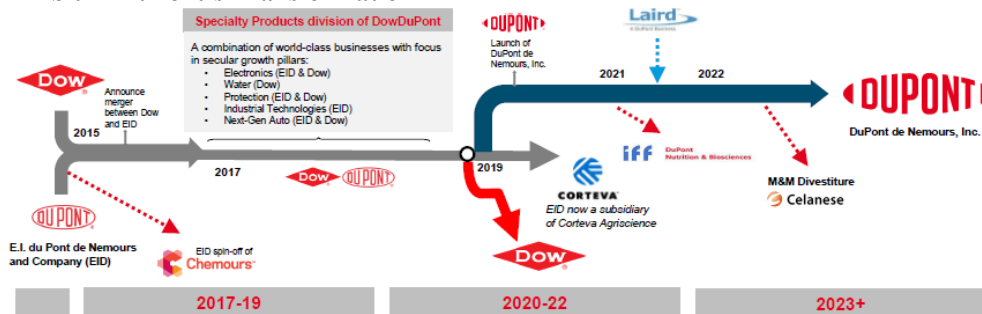 Specialty Products division of DowDuPont
A combination of world-class businesses with focus
in secular growth pillars:
• Electronics (EID & Dow)
• Water (Dow)
• Protection (EID & Dow)
• Industrial Technologies (EID)
• Next-Gen Auto (EID & Dow)
Dow
2015
Announce
merger
between Dow
and EID
2017
Dow DUPONT
DUPONT
E.I. du Pont de Nemours
and Company (EID)
EID spin-off of
Chemours™
DUPONT
Launch of
DuPont de
Nemours, Inc.
2019
CORTEVA
EID now a subsidiary
of Corteva Agriscience
Dow
Laird
A DuPont Business
2021
2022
iFF
DuPont
Nutrition & Biosciences
M&M Divestiture
Celanese
DUPONT
DuPont de Nemours, Inc.
2017-19
2020-22
2023+